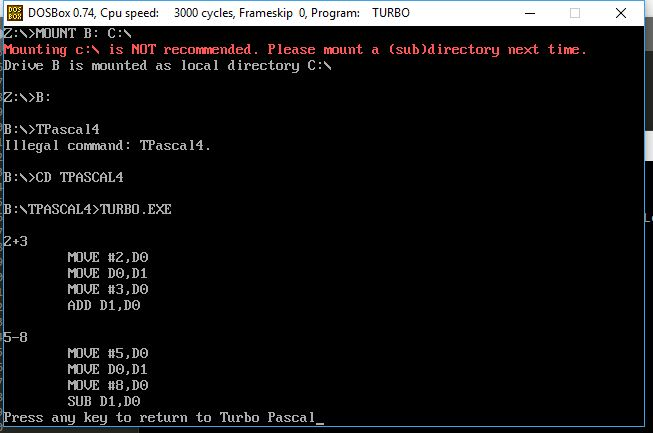 DOS
BOX
DOSBox 0.74, Cpu speed: 3000 cycles, Frameskip 0, Program: TURBO
Z:\>MOUNT B: C:\
Mounting c:\ is NOT recommended. Please mount a (sub)directory next time.
Drive B is mounted as local directory C:\
Z:\>B:
B:\>TPascal4
Illegal command: TPascal4.
B:\>CD TPASCAL4
B:\TPASCAL4>TURBO.EXE
2+3
MOVE #2,D0
MOVE D0,D1
MOVE #3,D0
ADD D1,D0
5-8
MOVE #5,D0
MOVE D0,D1
MOVE #8,D0
SUB D1,D0
Press any key to return to Turbo Pascal_